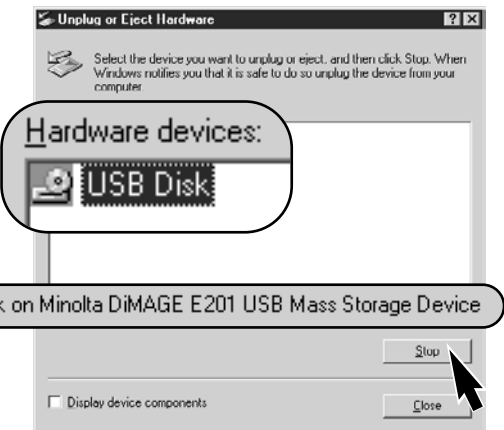 Unplug or Eject Hardware
Select the device you want to unplug or eject, and then click Stop. When
Windows notifies you that it is safe to do so unplug the device from your
computer.
Hardware devices:
USB Disk
on Minolta DiMAGE E201 USB Mass Storage Device
Stop
Display device components
Close